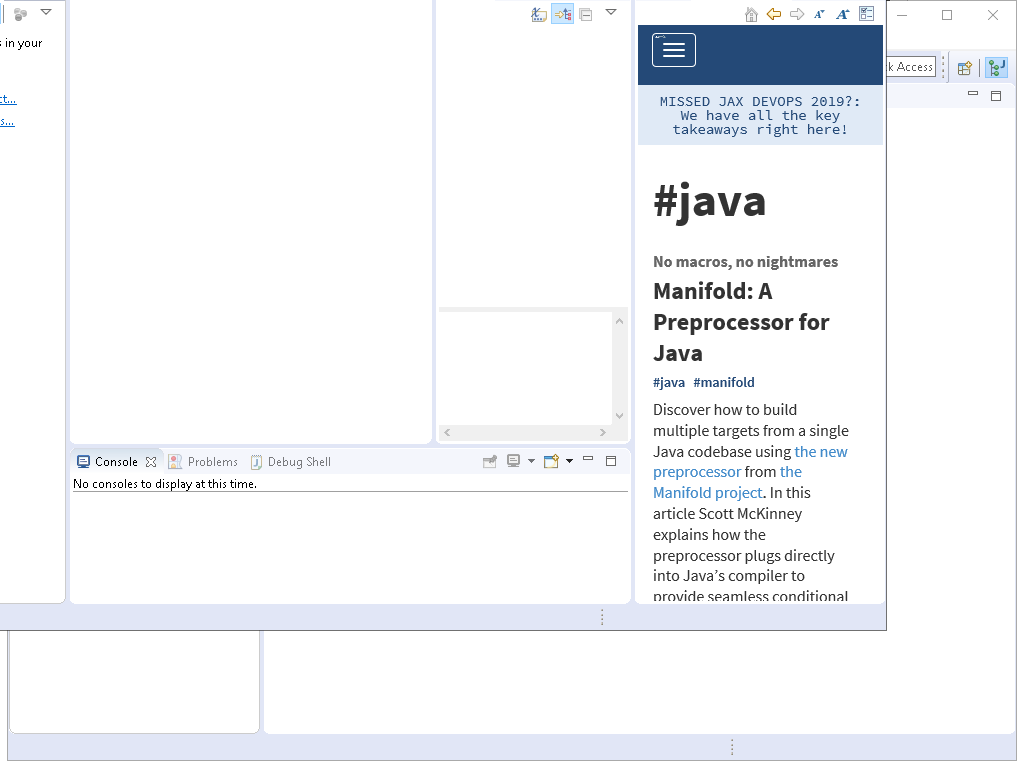 s in your
ct...
s...
Console
Problems
Debug Shell
No consoles to display at this time.
MISSED JAX DEVOPS 2019?:
We have all the key
takeaways right here!
#java
No macros, no nightmares
Manifold: A
Preprocessor for
Java
#java #manifold
Discover how to build
multiple targets from a single
Java codebase using the new
preprocessor from the
Manifold project. In this
article Scott McKinney
explains how the
preprocessor plugs directly
into Java’s compiler to
provide seamless conditional
k Access